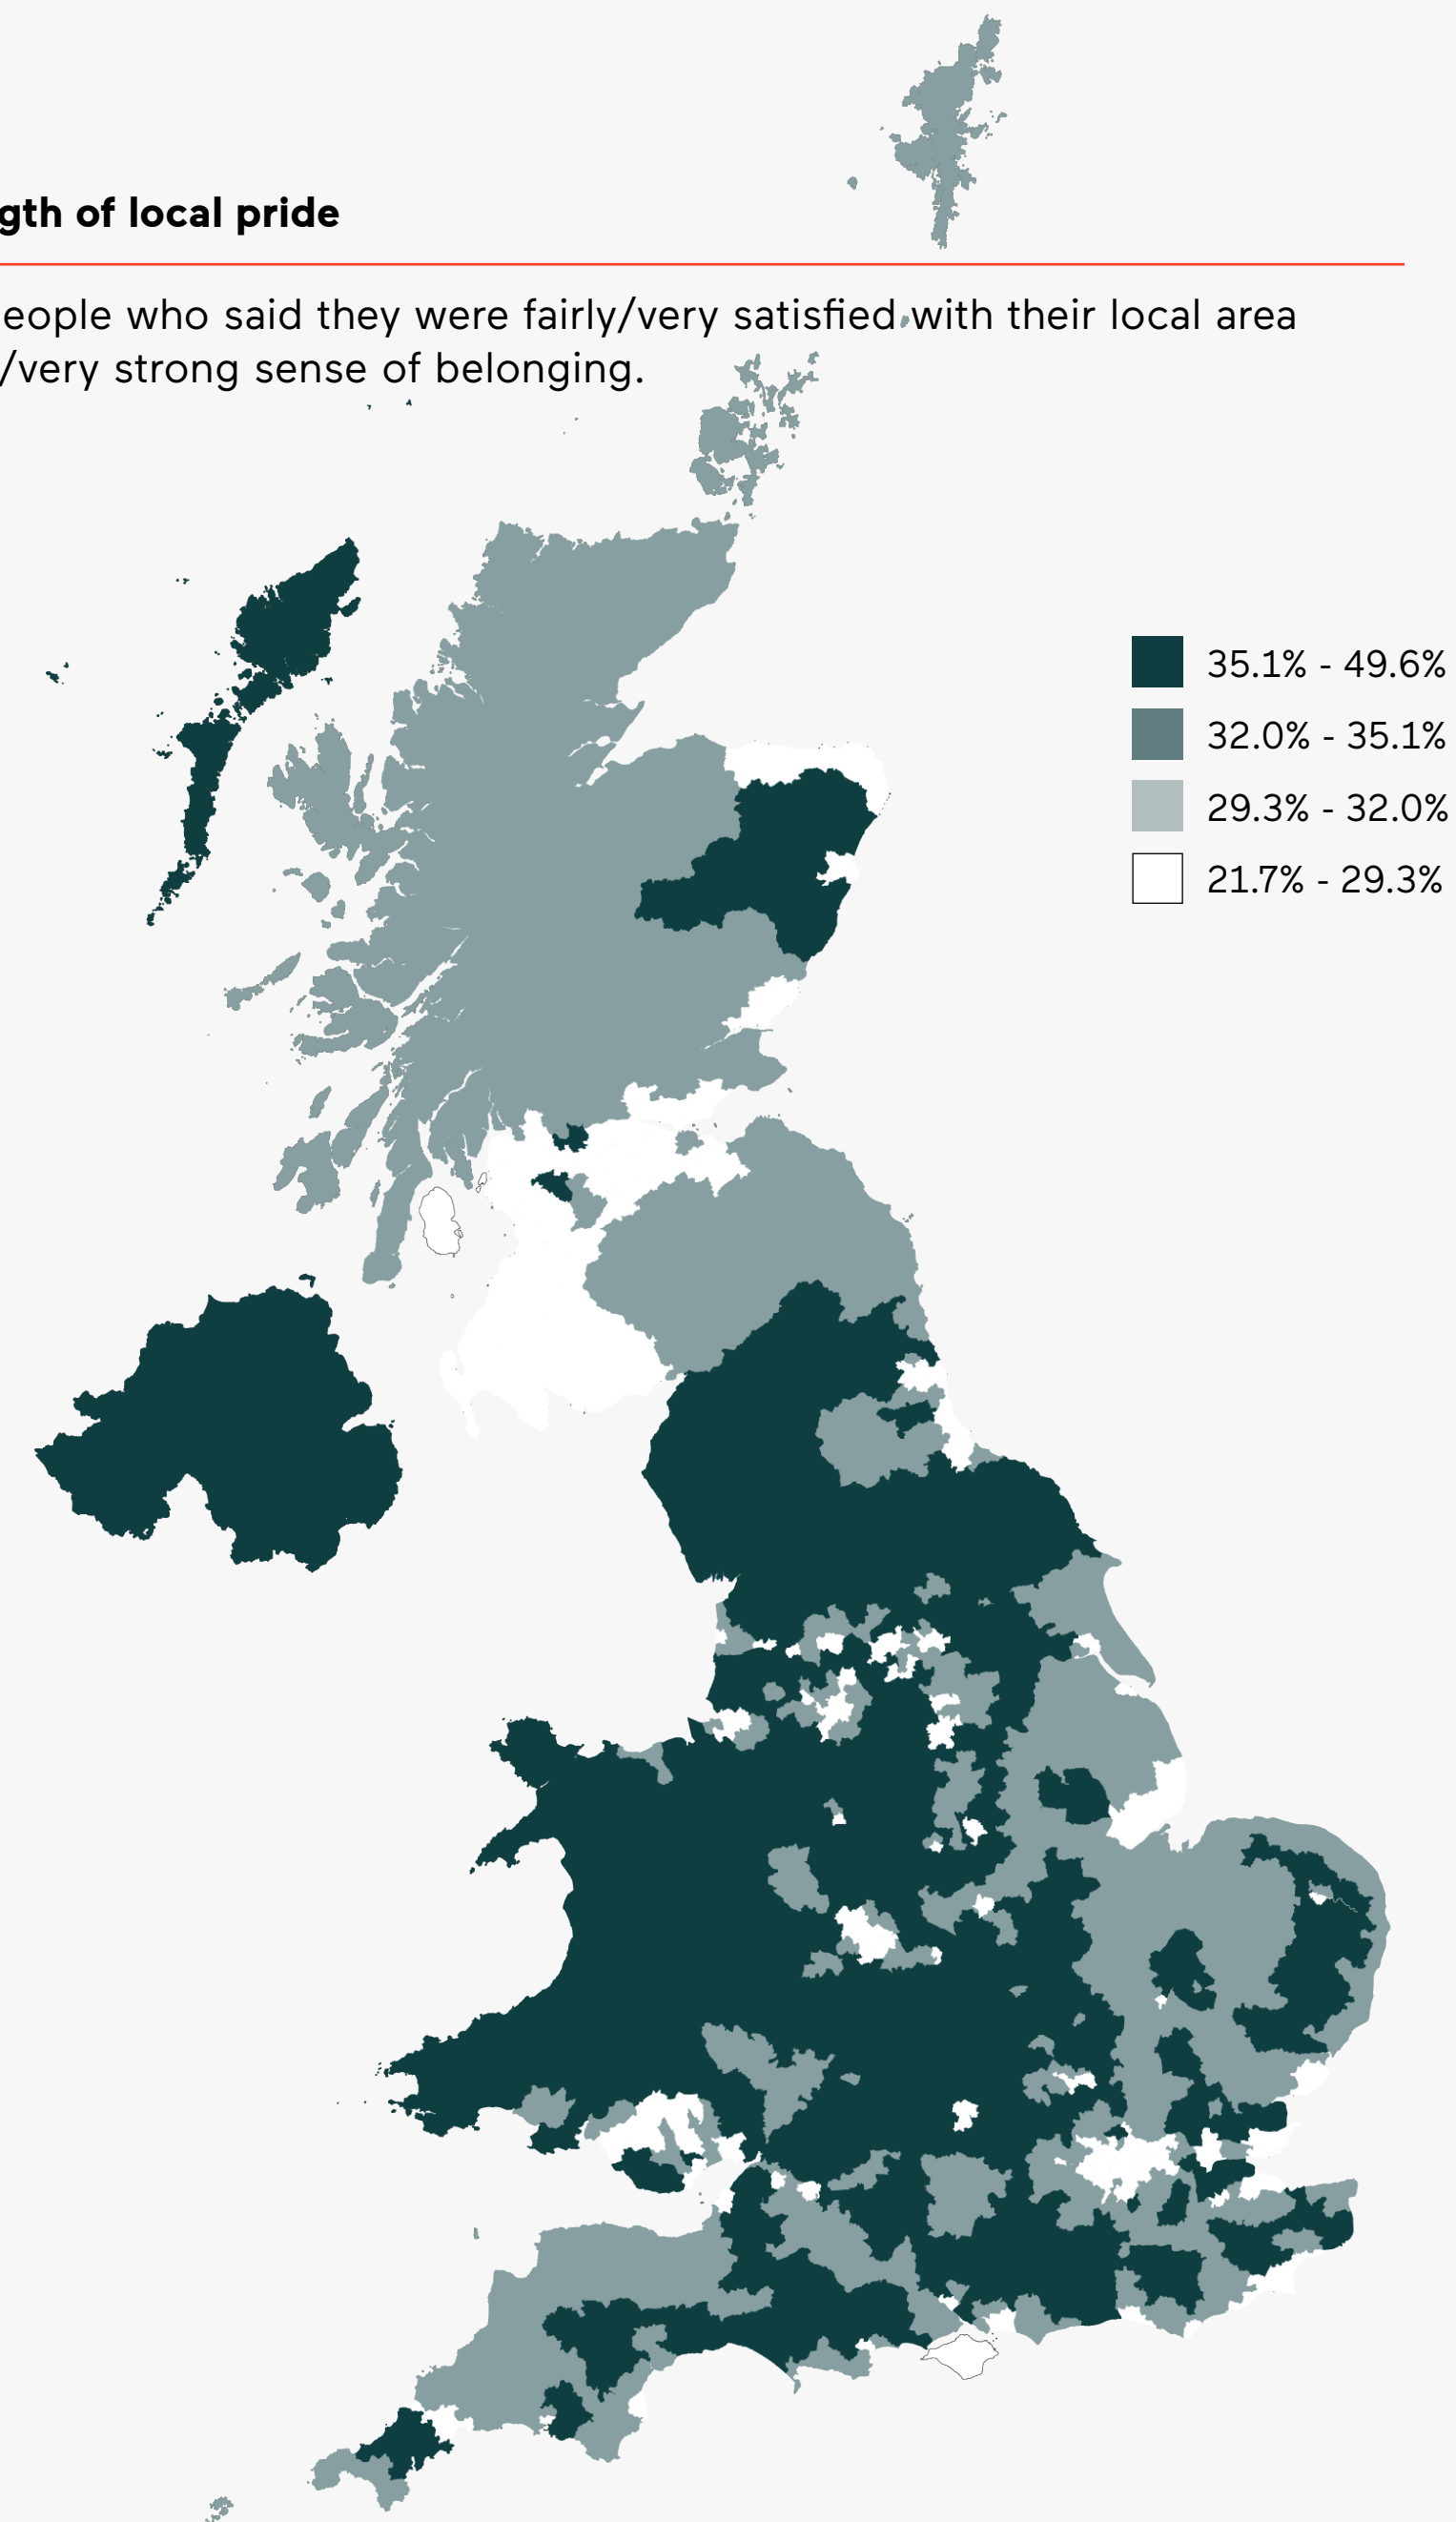 gth of local pride
eople who said they were fairly/very satisfied with their local area
/very strong sense of belonging.
35.1% - 49.6%
32.0% - 35.1%
29.3% - 32.0%
21.7% - 29.3%